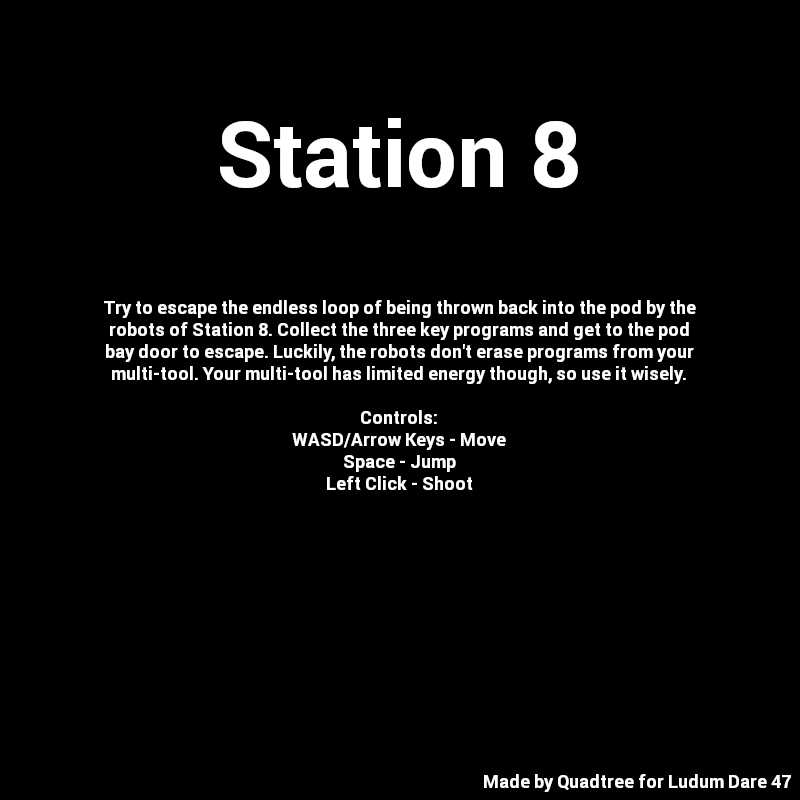 Station 8
Try to escape the endless loop of being thrown back into the pod by the
robots of Station 8. Collect the three key programs and get to the pod
bay door to escape. Luckily, the robots don't erase programs from your
multi-tool. Your multi-tool has limited energy though, so use it wisely.
Controls:
WASD/Arrow Keys - Move
Space - Jump
Left Click - Shoot
Made by Quadtree for Ludum Dare 47